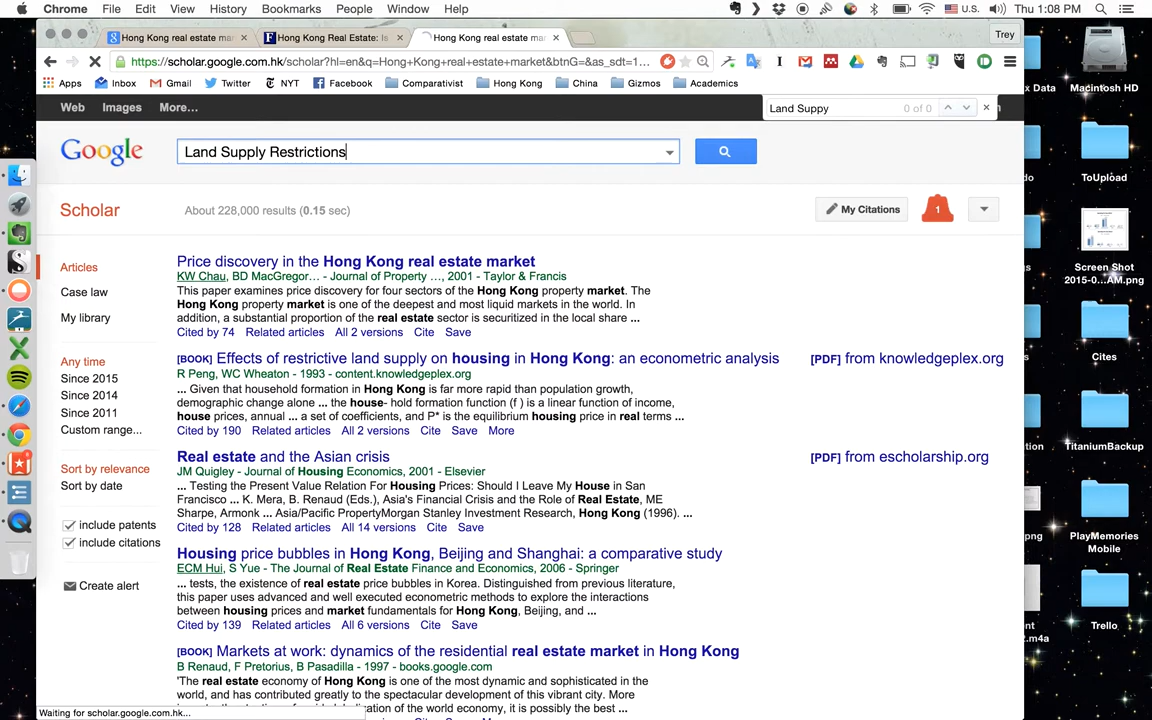 Chrome File Edit View History Bookmarks People Window Help U.S. Thu 1:08 PM
Hong Kong real estate ma Hong Kong Real Estate: Is Hong Kong real estate mar Trey
https://scholar.google.com.hk/scholar?hl=en&q=Hong+Kong+real+estate+market&btnG=&as_sdt=1...
Apps Inbox Gmail Twitter NYT Facebook Comparativist Hong Kong China Gizmos Academics
Web Images More... Land Suppy 0 of 0
Google Land Supply Restrictions
Scholar About 228,000 results (0.15 sec) My Citations 1
Articles
Case law
My library
Any time
Since 2015
Since 2014
Since 2011
Custom range...
Sort by relevance
Sort by date
include patents
include citations
Create alert
Price discovery in the Hong Kong real estate market
KW Chau, BD MacGregor… - Journal of Property …, 2001 - Taylor & Francis
This paper examines price discovery for four sectors of the Hong Kong property market. The
Hong Kong property market is one of the deepest and most liquid markets in the world. In
addition, a substantial proportion of the real estate sector is securitized in the local share ...
Cited by 74 Related articles All 2 versions Cite Save
[BOOK] Effects of restrictive land supply on housing in Hong Kong: an econometric analysis
[PDF] from knowledgeplex.org
R Peng, WC Wheaton - 1993 - content.knowledgeplex.org
... Given that household formation in Hong Kong is far more rapid than population growth,
demographic change alone ... the house- hold formation function (f ) is a linear function of income,
house prices, annual ... a set of coefficients, and P* is the equilibrium housing price in real terms ...
Cited by 190 Related articles All 2 versions Cite Save More
Real estate and the Asian crisis
[PDF] from escholarship.org
JM Quigley - Journal of Housing Economics, 2001 - Elsevier
... Testing the Present Value Relation For Housing Prices: Should I Leave My House in San
Francisco ... K. Mera, B. Renaud (Eds.), Asia's Financial Crisis and the Role of Real Estate, ME
Sharpe, Armonk ... Asia/Pacific PropertyMorgan Stanley Investment Research, Hong Kong (1996). ...
Cited by 128 Related articles All 14 versions Cite Save
Housing price bubbles in Hong Kong, Beijing and Shanghai: a comparative study
ECM Hui, S Yue - The Journal of Real Estate Finance and Economics, 2006 - Springer
... tests, the existence of real estate price bubbles in Korea. Distinguished from previous literature,
this paper uses advanced and well executed econometric methods to explore the interactions
between housing prices and market fundamentals for Hong Kong, Beijing, and ...
Cited by 139 Related articles All 6 versions Cite Save
[BOOK] Markets at work: dynamics of the residential real estate market in Hong Kong
B Renaud, F Pretorius, B Pasadilla - 1997 - books.google.com
'The real estate economy of Hong Kong is one of the most dynamic and sophisticated in the
world, and has contributed greatly to the spectacular development of this vibrant city. More
Waiting for scholar.google.com.hk...
Macintosh HD
ToUpload
Screen Shot
2015-0...AM.png
Cites
TitaniumBackup
PlayMemories
Mobile
Trello